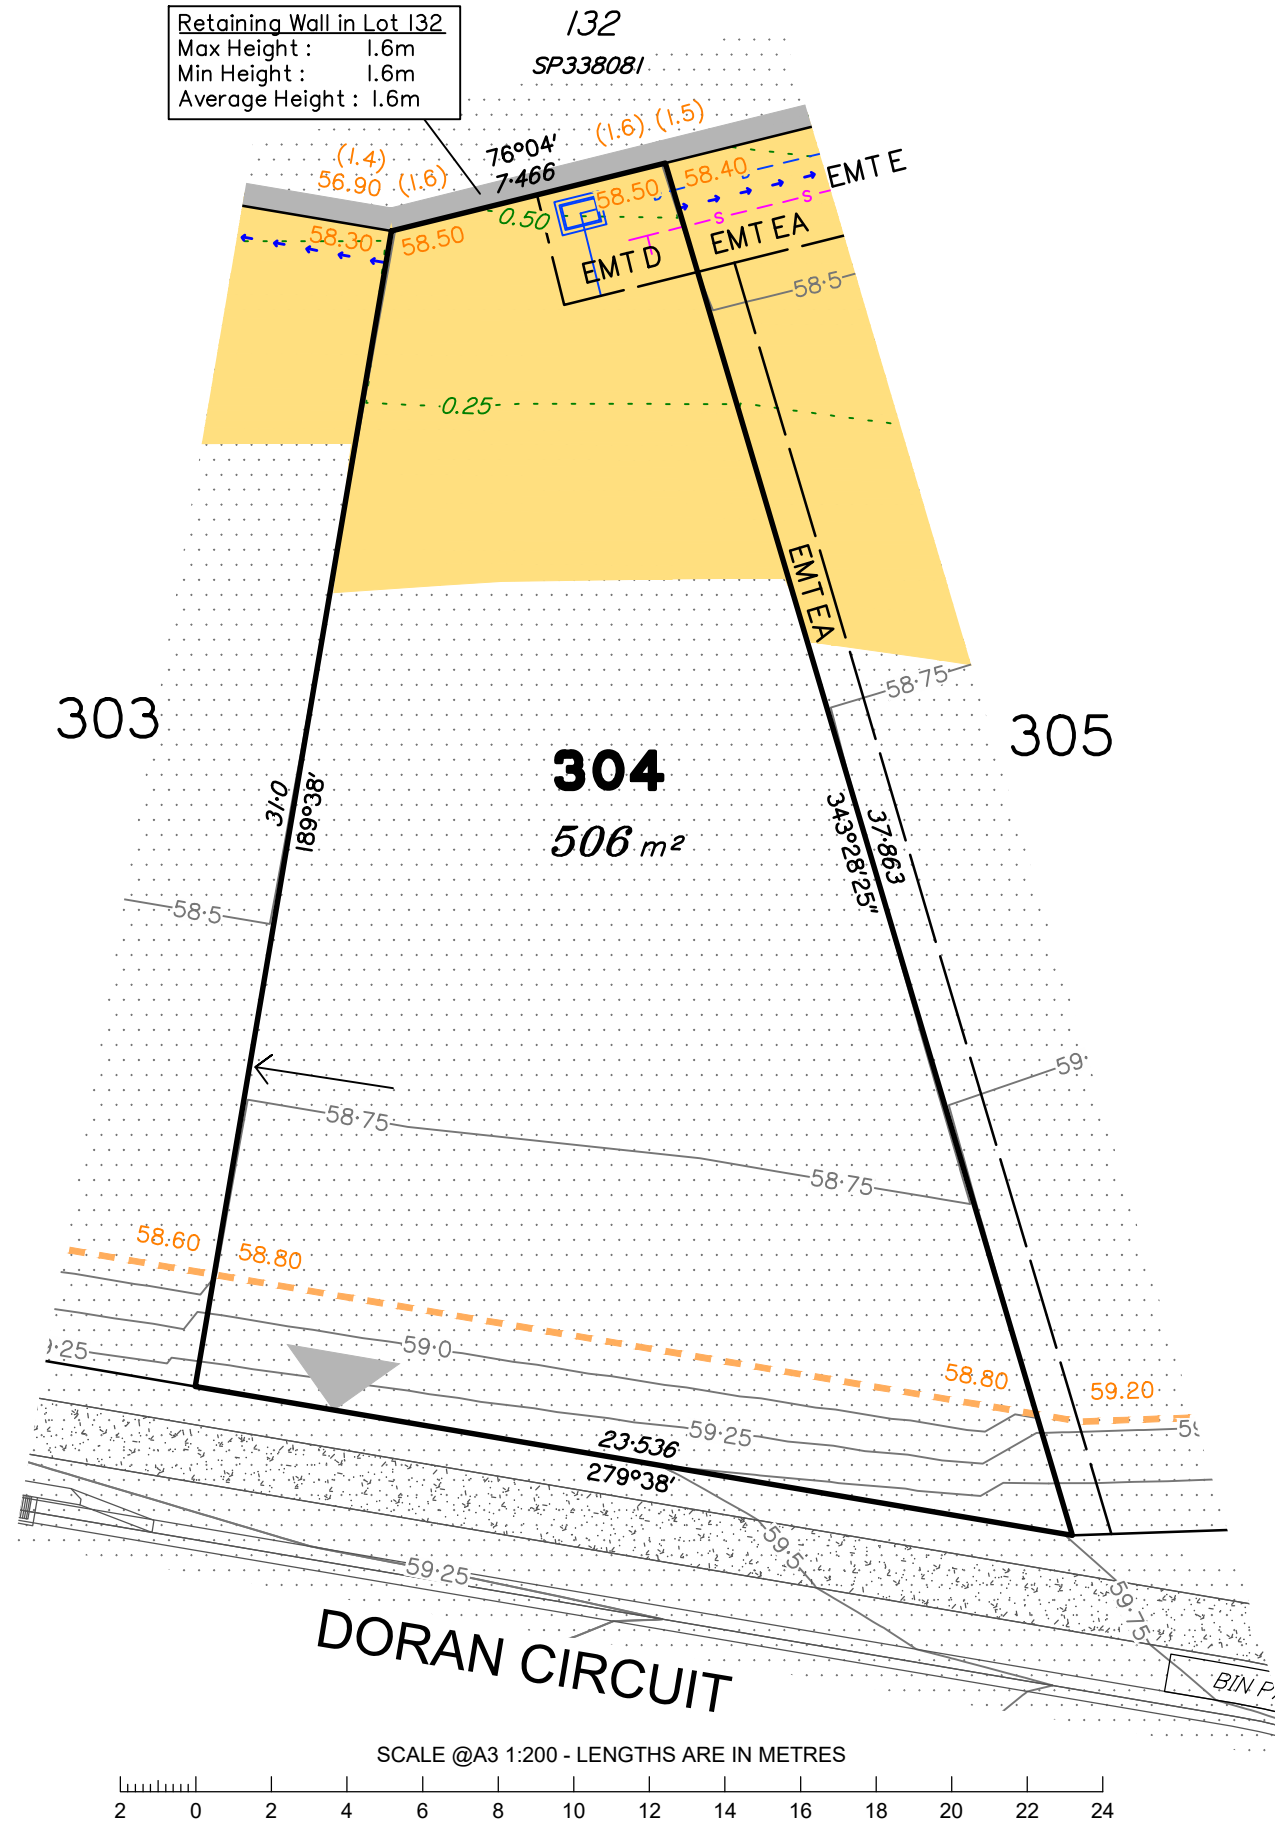 Retaining Wall in Lot 132
Max Height : 1.6m
Min Height : 1.6m
Average Height : 1.6m
132
SP338081
(1.4)
56.90 (1.6)
76°04'
7·466
(1.6) (1.5)
58.30
58.50
0.50
58.50
58.40
EMT E
S
S
EMT D
EMT EA
58·5
0.25
EMT EA
58·75
303
304
305
506 m²
31·0
189°38'
343°28'25"
37·863
58·5
59·
58·75
58·75
58.60
58.80
59·0
·25
58.80
59.20
59·25
23·536
279°38'
59·5
59·25
59·75
DORAN CIRCUIT
BIN
SCALE @A3 1:200 - LENGTHS ARE IN METRES
2 0 2 4 6 8 10 12 14 16 18 20 22 24